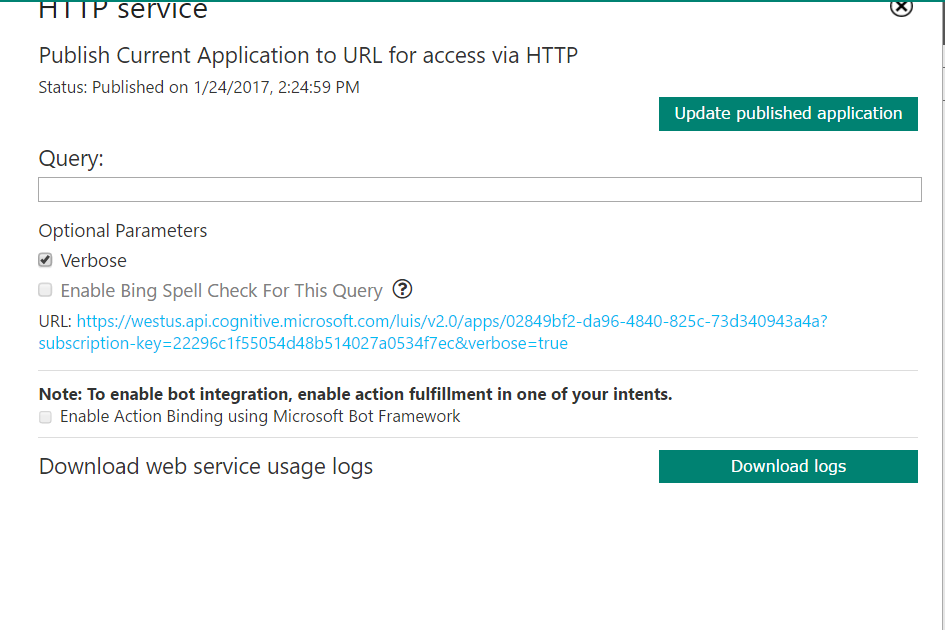 HTTP service
Publish Current Application to URL for access via HTTP
Status: Published on 1/24/2017, 2:24:59 PM
Update published application
Query:
Optional Parameters
Verbose
Enable Bing Spell Check For This Query ?
URL: https://westus.api.cognitive.microsoft.com/luis/v2.0/apps/02849bf2-da96-4840-825c-73d340943a4a?
subscription-key=22296c1f55054d48b514027a0534f7ec&verbose=true
Note: To enable bot integration, enable action fulfillment in one of your intents.
Enable Action Binding using Microsoft Bot Framework
Download web service usage logs
Download logs